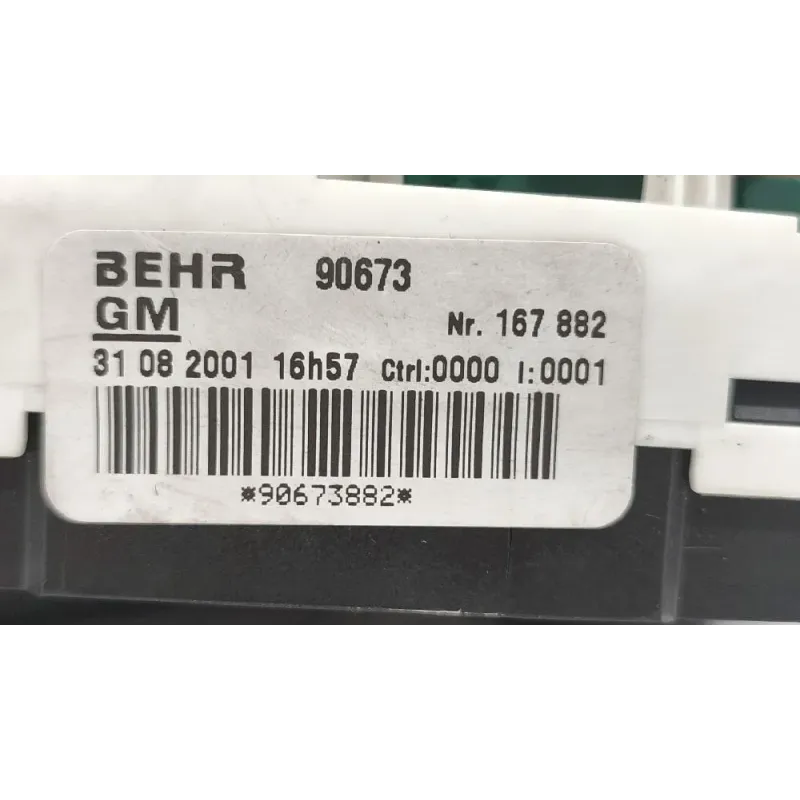 BEHR 90673
GM Nr. 167 882
31 08 2001 16h57 Ctrl:0000 I:0001
*90673882*